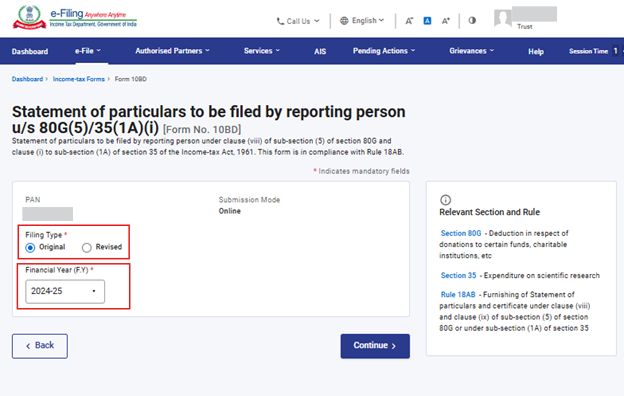 e-Filing Anywhere Anytime
Income Tax Department, Government of India
Call Us
English
A
A
A
Trust
Dashboard
e-File
Authorised Partners
Services
AIS
Pending Actions
Grievances
Help
Session Time 1
Dashboard › Income-tax Forms › Form 10BD
Statement of particulars to be filed by reporting person
u/s 80G(5)/35(1A)(i) [Form No. 10BD]
Statement of particulars to be filed by reporting person under clause (viii) of sub-section (5) of section 80G and
clause (i) to sub-section (1A) of section 35 of the Income-tax Act, 1961. This form is in compliance with Rule 18AB.
* Indicates mandatory fields
PAN
Submission Mode
Online
Filing Type *
Original
Revised
Financial Year (F.Y) *
2024-25
Relevant Section and Rule
Section 80G - Deduction in respect of
donations to certain funds, charitable
institutions, etc
Section 35 - Expenditure on scientific research
Rule 18AB - Furnishing of Statement of
particulars and certificate under clause (viii)
and clause (ix) of sub-section (5) of section
80G or under sub-section (1A) of section 35
‹ Back
Continue ›